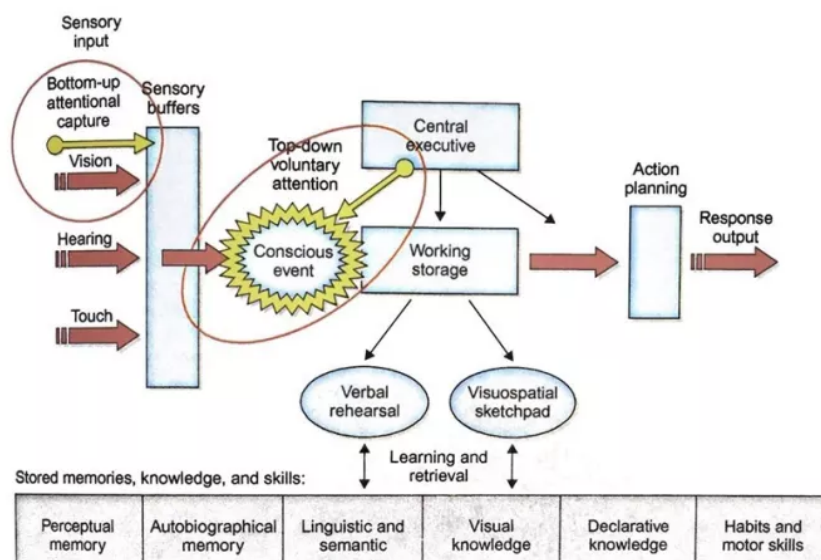 Sensory
input
Bottom-up
attentional
capture
Vision
Hearing
Touch
Sensory
buffers
Top-down
voluntary
attention
Conscious
event
Central
executive
Working
storage
Action
planning
Response
output
Verbal
rehearsal
Visuospatial
sketchpad
Learning and
retrieval
Stored memories, knowledge, and skills:
Perceptual
memory
Autobiographical
memory
Linguistic and
semantic
Visual
knowledge
Declarative
knowledge
Habits and
motor skills